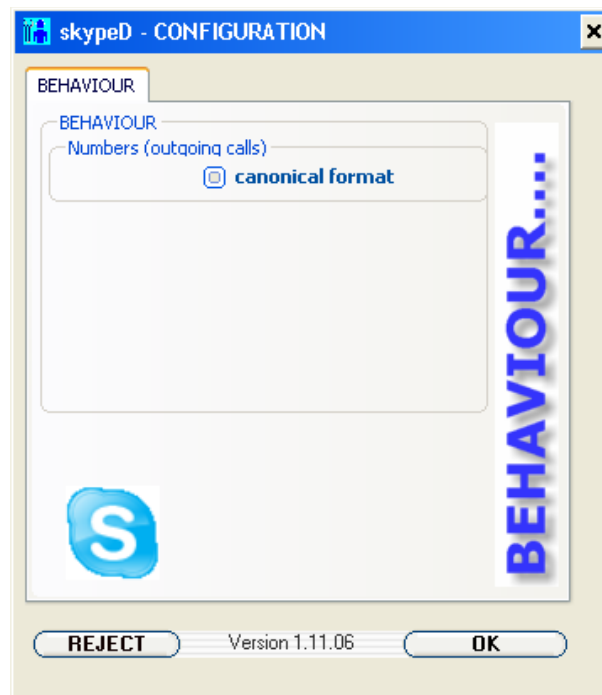 skypeD - CONFIGURATION
BEHAVIOUR
BEHAVIOUR
Numbers (outgoing calls)
canonical format
BEHAVIOUR....
S
REJECT
Version 1.11.06
OK